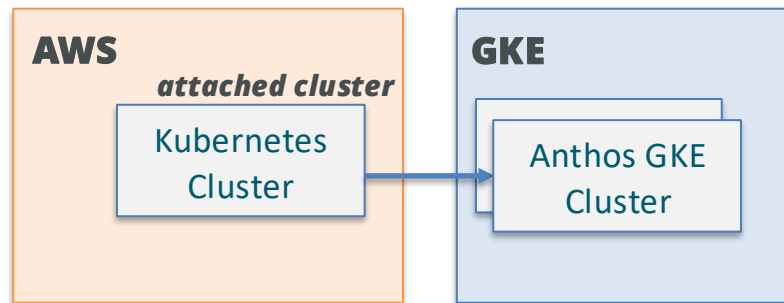 AWS
attached cluster
Kubernetes
Cluster
GKE
Anthos GKE
Cluster